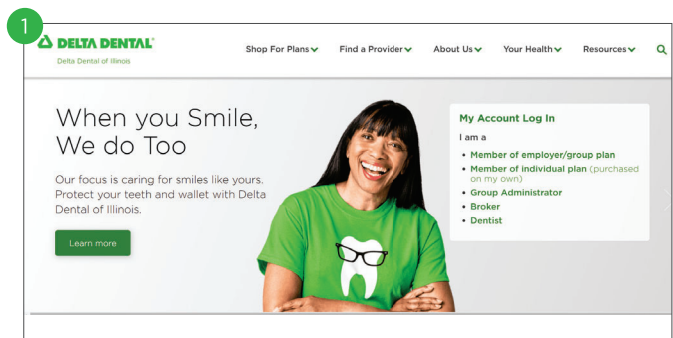 1
DELTA DENTAL®
Delta Dental of Illinois
Shop For Plans Find a Provider About Us Your Health Resources
When you Smile,
We do Too
Our focus is caring for smiles like yours.
Protect your teeth and wallet with Delta
Dental of Illinois.
Learn more
My Account Log In
I am a
• Member of employer/group plan
• Member of individual plan (purchased
on my own)
• Group Administrator
• Broker
• Dentist